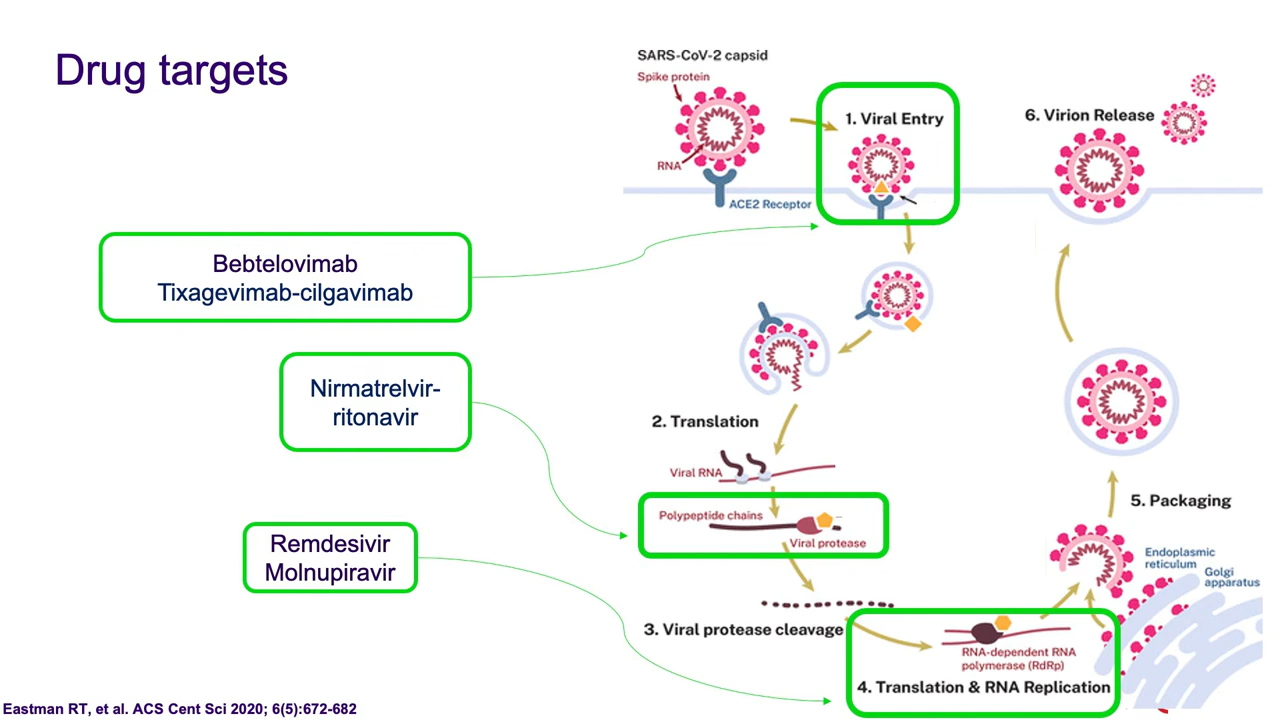 Drug targets
SARS-CoV-2 capsid
Spike protein
RNA
ACE2 Receptor
1. Viral Entry
6. Virion Release
Bebtelovimab
Tixagevimab-cilgavimab
Nirmatrelvir-
ritonavir
Remdesivir
Molnupiravir
2. Translation
Viral RNA
Polypeptide chains
Viral protease
3. Viral protease cleavage
RNA-dependent RNA
polymerase (RdRp)
4. Translation & RNA Replication
5. Packaging
Endoplasmic
reticulum
Golgi
apparatus
Eastman RT, et al. ACS Cent Sci 2020; 6(5):672-682